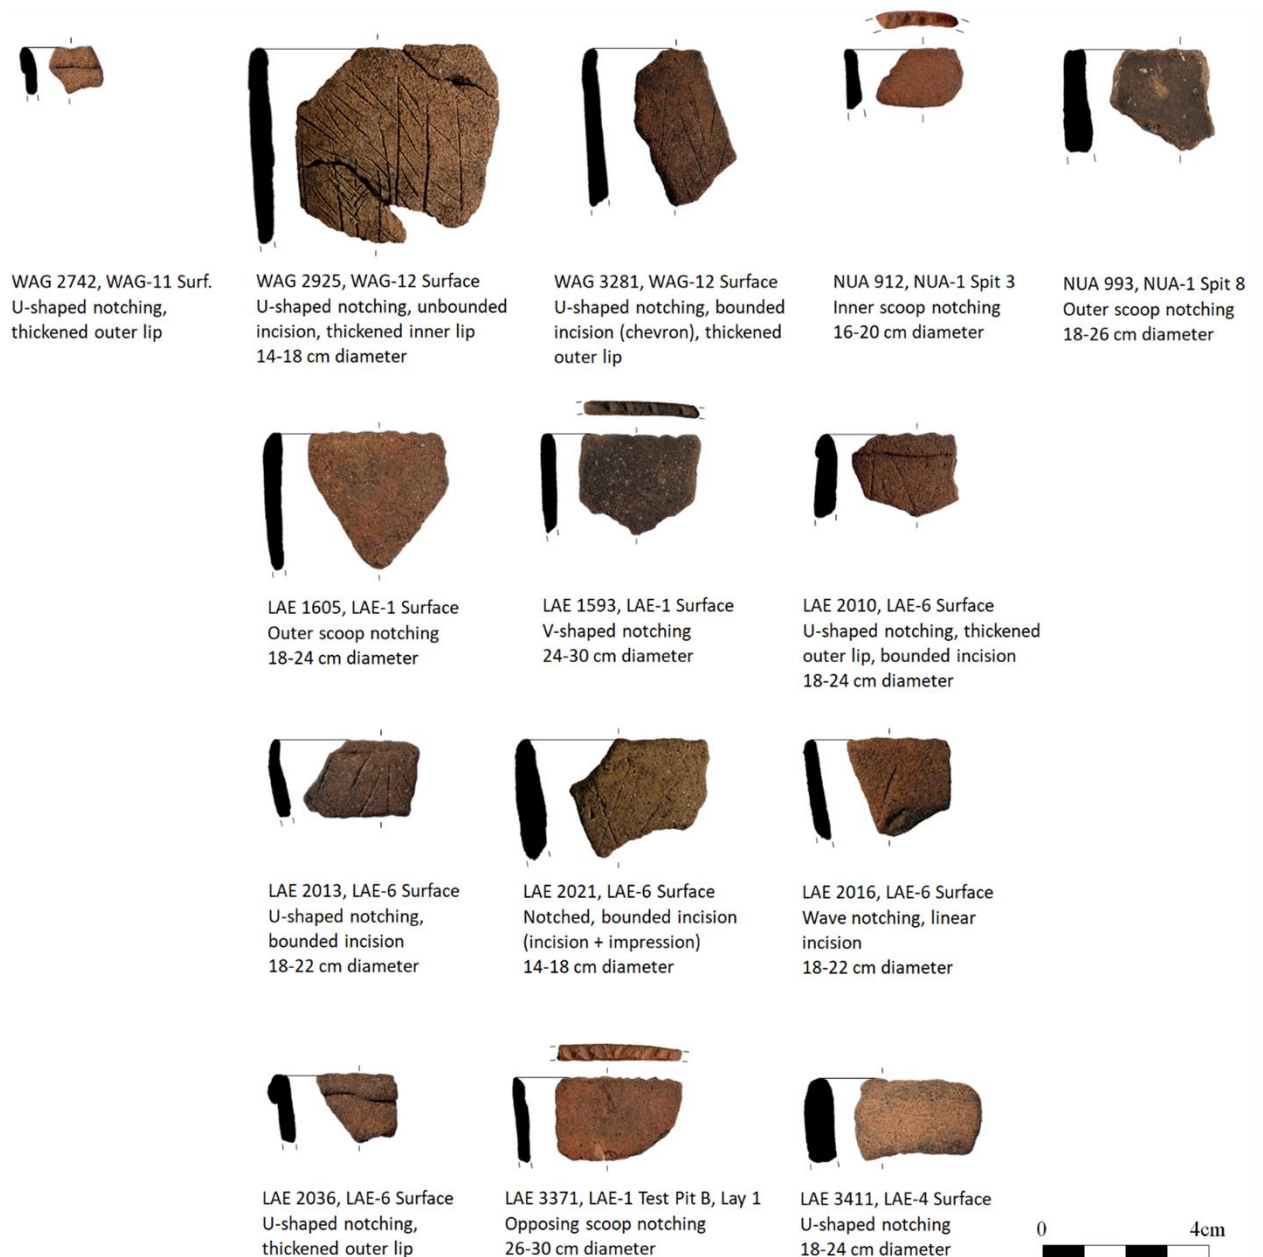 WAG 2742, WAG-11 Surf.
U-shaped notching,
thickened outer lip
WAG 2925, WAG-12 Surface
U-shaped notching, unbounded
incision, thickened inner lip
14-18 cm diameter
WAG 3281, WAG-12 Surface
U-shaped notching, bounded
incision (chevron), thickened
outer lip
NUA 912, NUA-1 Spit 3
Inner scoop notching
16-20 cm diameter
NUA 993, NUA-1 Spit 8
Outer scoop notching
18-26 cm diameter
LAE 1605, LAE-1 Surface
Outer scoop notching
18-24 cm diameter
LAE 1593, LAE-1 Surface
V-shaped notching
24-30 cm diameter
LAE 2010, LAE-6 Surface
U-shaped notching, thickened
outer lip, bounded incision
18-24 cm diameter
LAE 2013, LAE-6 Surface
U-shaped notching,
bounded incision
18-22 cm diameter
LAE 2021, LAE-6 Surface
Notched, bounded incision
(incision + impression)
14-18 cm diameter
LAE 2016, LAE-6 Surface
Wave notching, linear
incision
18-22 cm diameter
LAE 2036, LAE-6 Surface
U-shaped notching,
thickened outer lip
LAE 3371, LAE-1 Test Pit B, Lay 1
Opposing scoop notching
26-30 cm diameter
LAE 3411, LAE-4 Surface
U-shaped notching
18-24 cm diameter
0 4cm